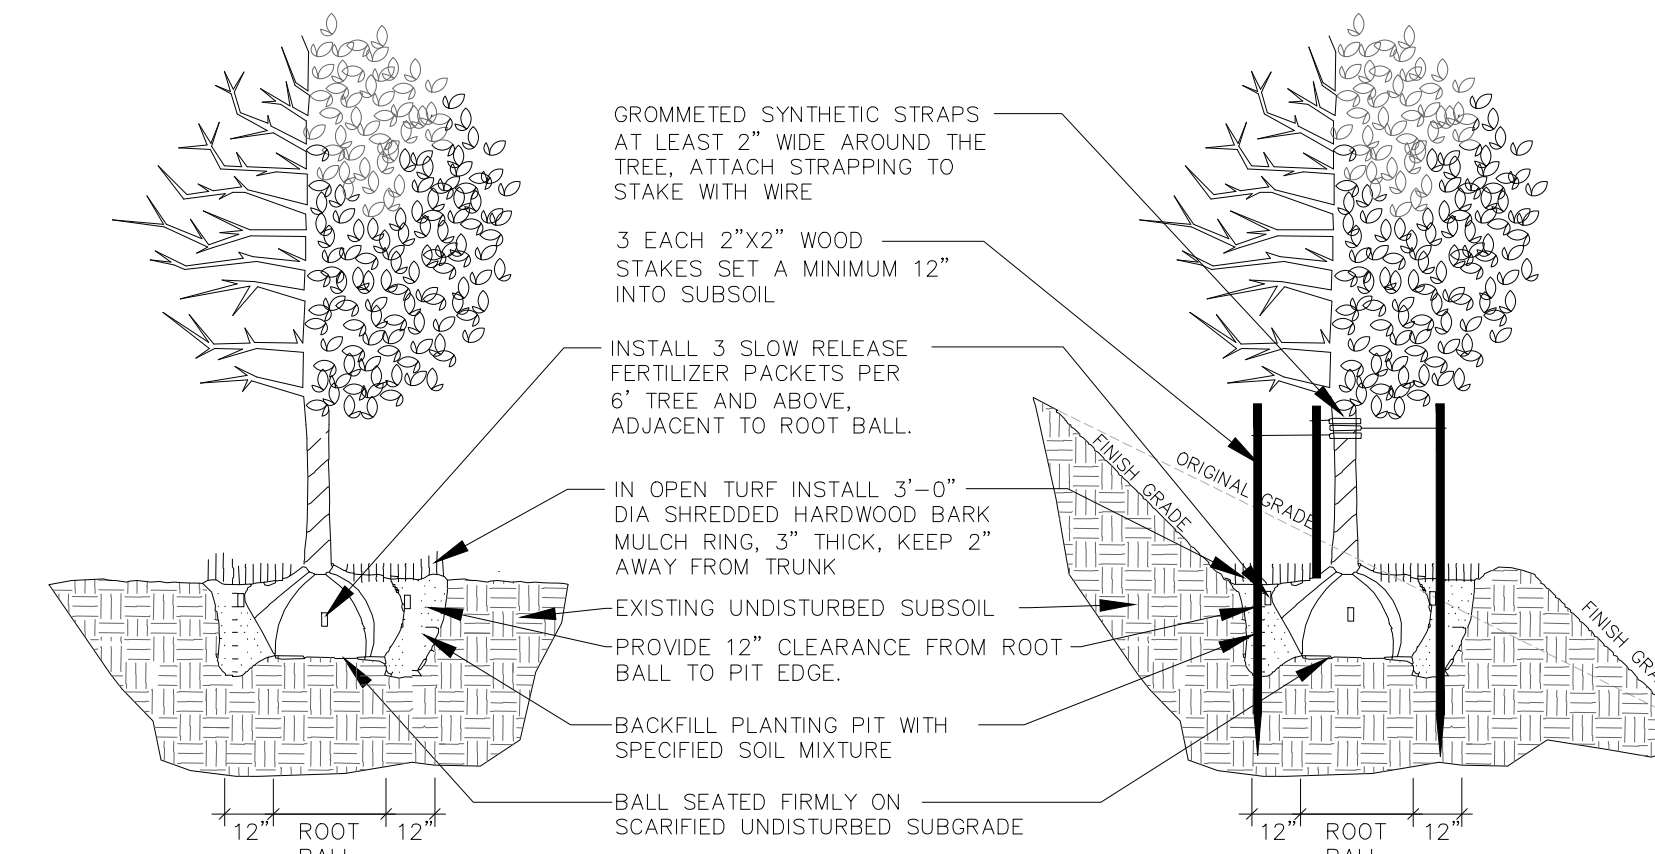 GROMMETED SYNTHETIC STRAPS
AT LEAST 2" WIDE AROUND THE
TREE, ATTACH STRAPPING TO
STAKE WITH WIRE
3 EACH 2"X2" WOOD
STAKES SET A MINIMUM 12"
INTO SUBSOIL
INSTALL 3 SLOW RELEASE
FERTILIZER PACKETS PER
6' TREE AND ABOVE,
ADJACENT TO ROOT BALL.
IN OPEN TURF INSTALL 3'-0"
DIA SHREDDED HARDWOOD BARK
MULCH RING, 3" THICK, KEEP 2"
AWAY FROM TRUNK
EXISTING UNDISTURBED SUBSOIL
PROVIDE 12" CLEARANCE FROM ROOT
BALL TO PIT EDGE.
BACKFILL PLANTING PIT WITH
SPECIFIED SOIL MIXTURE
BALL SEATED FIRMLY ON
SCARIFIED UNDISTURBED SUBGRADE
FINISH GRADE
ORIGINAL GRADE
FINISH
12" ROOT 12"
12" ROOT 12"